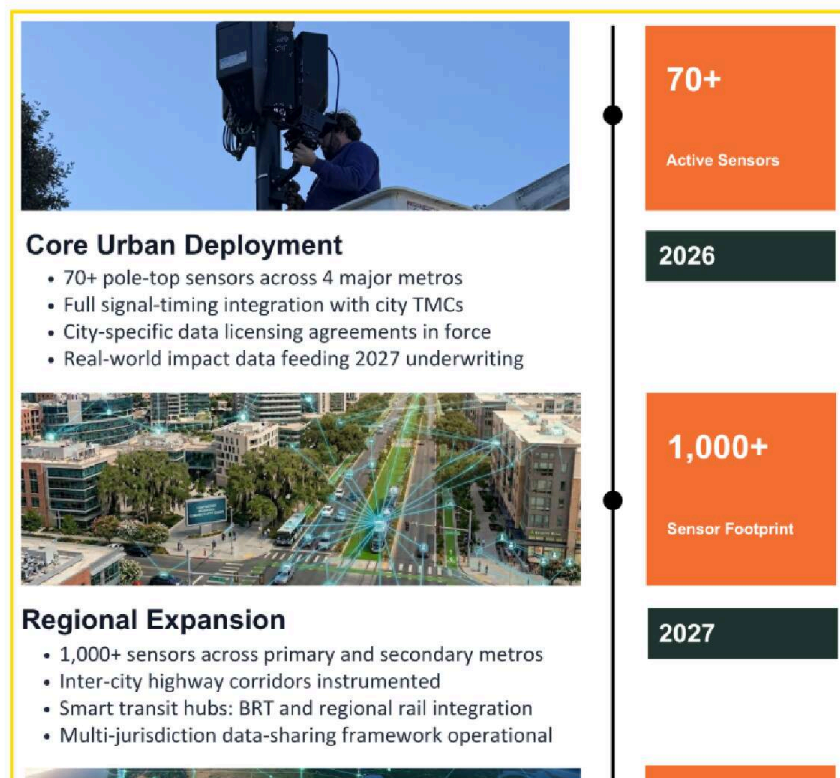 70+
Active Sensors
Core Urban Deployment
• 70+ pole-top sensors across 4 major metros
• Full signal-timing integration with city TMCs
• City-specific data licensing agreements in force
• Real-world impact data feeding 2027 underwriting
2026
1,000+
Sensor Footprint
Regional Expansion
• 1,000+ sensors across primary and secondary metros
• Inter-city highway corridors instrumented
• Smart transit hubs: BRT and regional rail integration
• Multi-jurisdiction data-sharing framework operational
2027